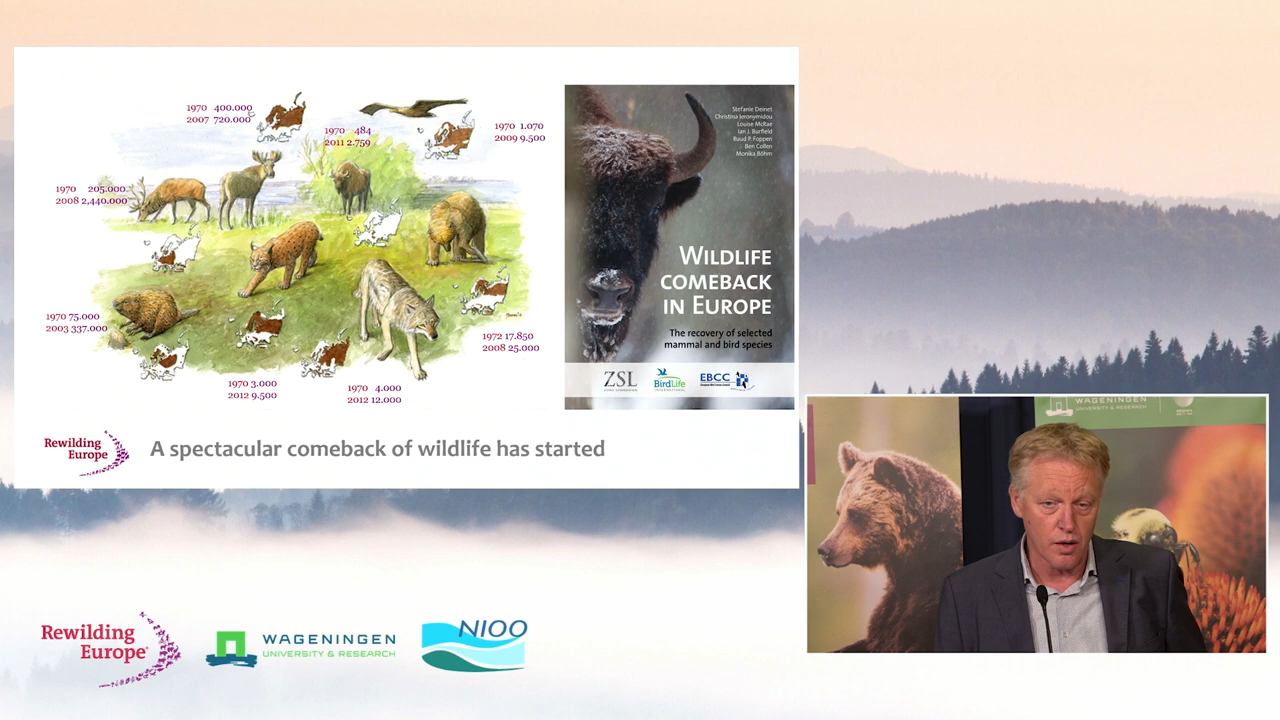 1970 400.000
2007 720.000
1970 484
2011 2.759
1970 1.070
2009 9.500
1970 205.000
2008 2,440.000
1970 75.000
2003 337.000
1972 17.850
2008 25.000
1970 3.000
2012 9.500
1970 4.000
2012 12.000
Stefanie Deinet
Christina Ieronymidou
Louise McRae
Ian J. Burfield
Ruud P. Foppen
Ben Collen
Monika Böhm
WILDLIFE
COMEBACK
IN EUROPE
The recovery of selected
mammal and bird species
ZSL
BirdLife
INTERNATIONAL
EBCC
Rewilding
Europe
A spectacular comeback of wildlife has started
WAGENINGEN
UNIVERSITY & RESEARCH
Rewilding
Europe
WAGENINGEN
UNIVERSITY & RESEARCH
NIOO